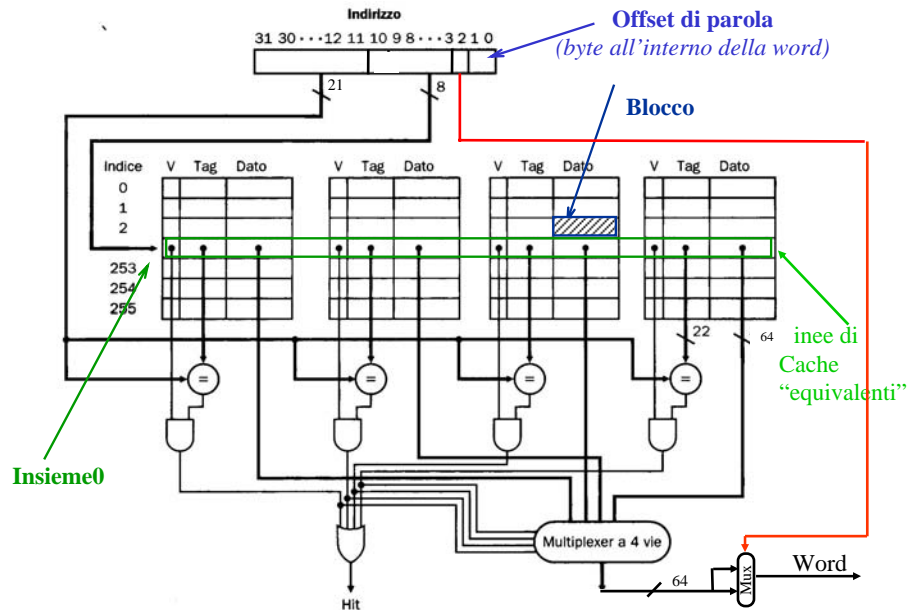 Indirizzo
Offset di parola
(byte all'interno della word)
31 30 ··· 12 11 10 9 8 ··· 3 2 1 0
21
8
Blocco
Indice V Tag Dato V Tag Dato V Tag Dato V Tag Dato
0
1
2
253
254
255
22
64
inee di
Cache
“equivalenti”
= = = =
Insieme0
Multiplexer a 4 vie
64
Mux
Word
Hit